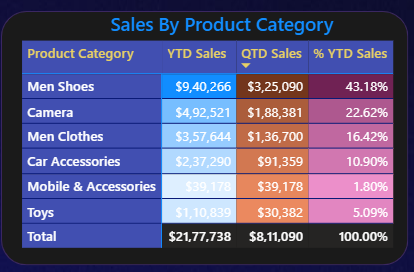 Sales By Product Category
Product Category YTD Sales QTD Sales % YTD Sales
Men Shoes $9,40,266 $3,25,090 43.18%
Camera $4,92,521 $1,88,381 22.62%
Men Clothes $3,57,644 $1,36,700 16.42%
Car Accessories $2,37,290 $91,359 10.90%
Mobile & Accessories $39,178 $39,178 1.80%
Toys $1,10,839 $30,382 5.09%
Total $21,77,738 $8,11,090 100.00%